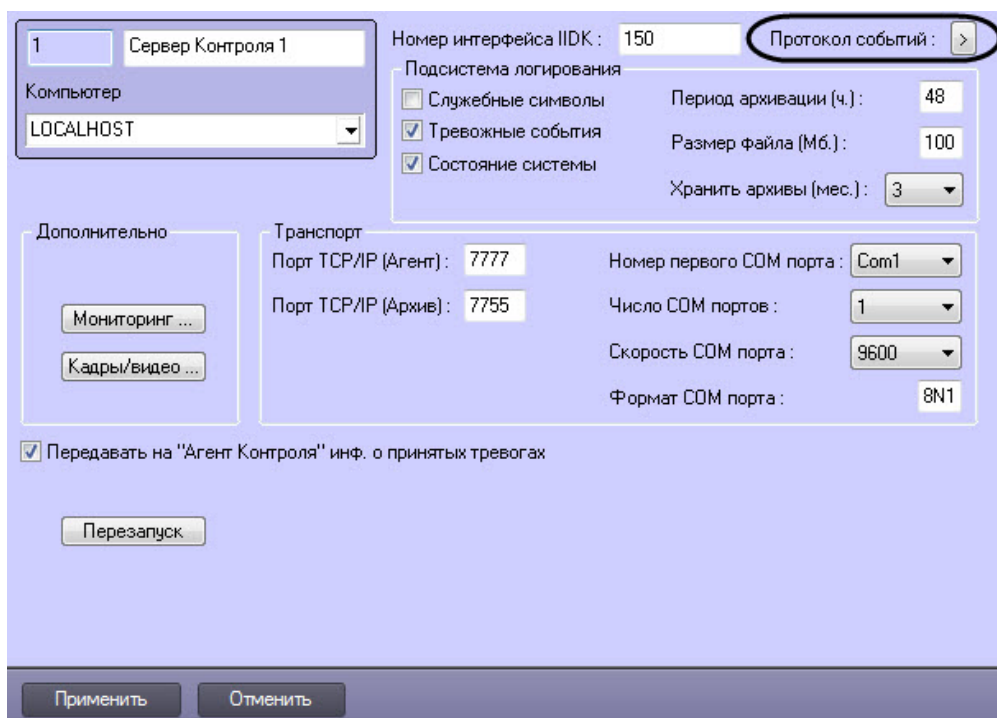 1 Сервер Контроля 1
Компьютер
LOCALHOST
Номер интерфейса IIDK : 150 Протокол событий : >
Подсистема логирования
Служебные символы
Тревожные события
Состояние системы
Период архивации (ч.) : 48
Размер файла (Мб.) : 100
Хранить архивы (мес.) : 3
Дополнительно
Мониторинг ...
Кадры/видео ...
Транспорт
Порт TCP/IP (Агент) : 7777
Порт TCP/IP (Архив) : 7755
Номер первого COM порта : Com1
Число COM портов : 1
Скорость COM порта : 9600
Формат COM порта : 8N1
Передавать на "Агент Контроля" инф. о принятых тревогах
Перезапуск
Применить Отменить